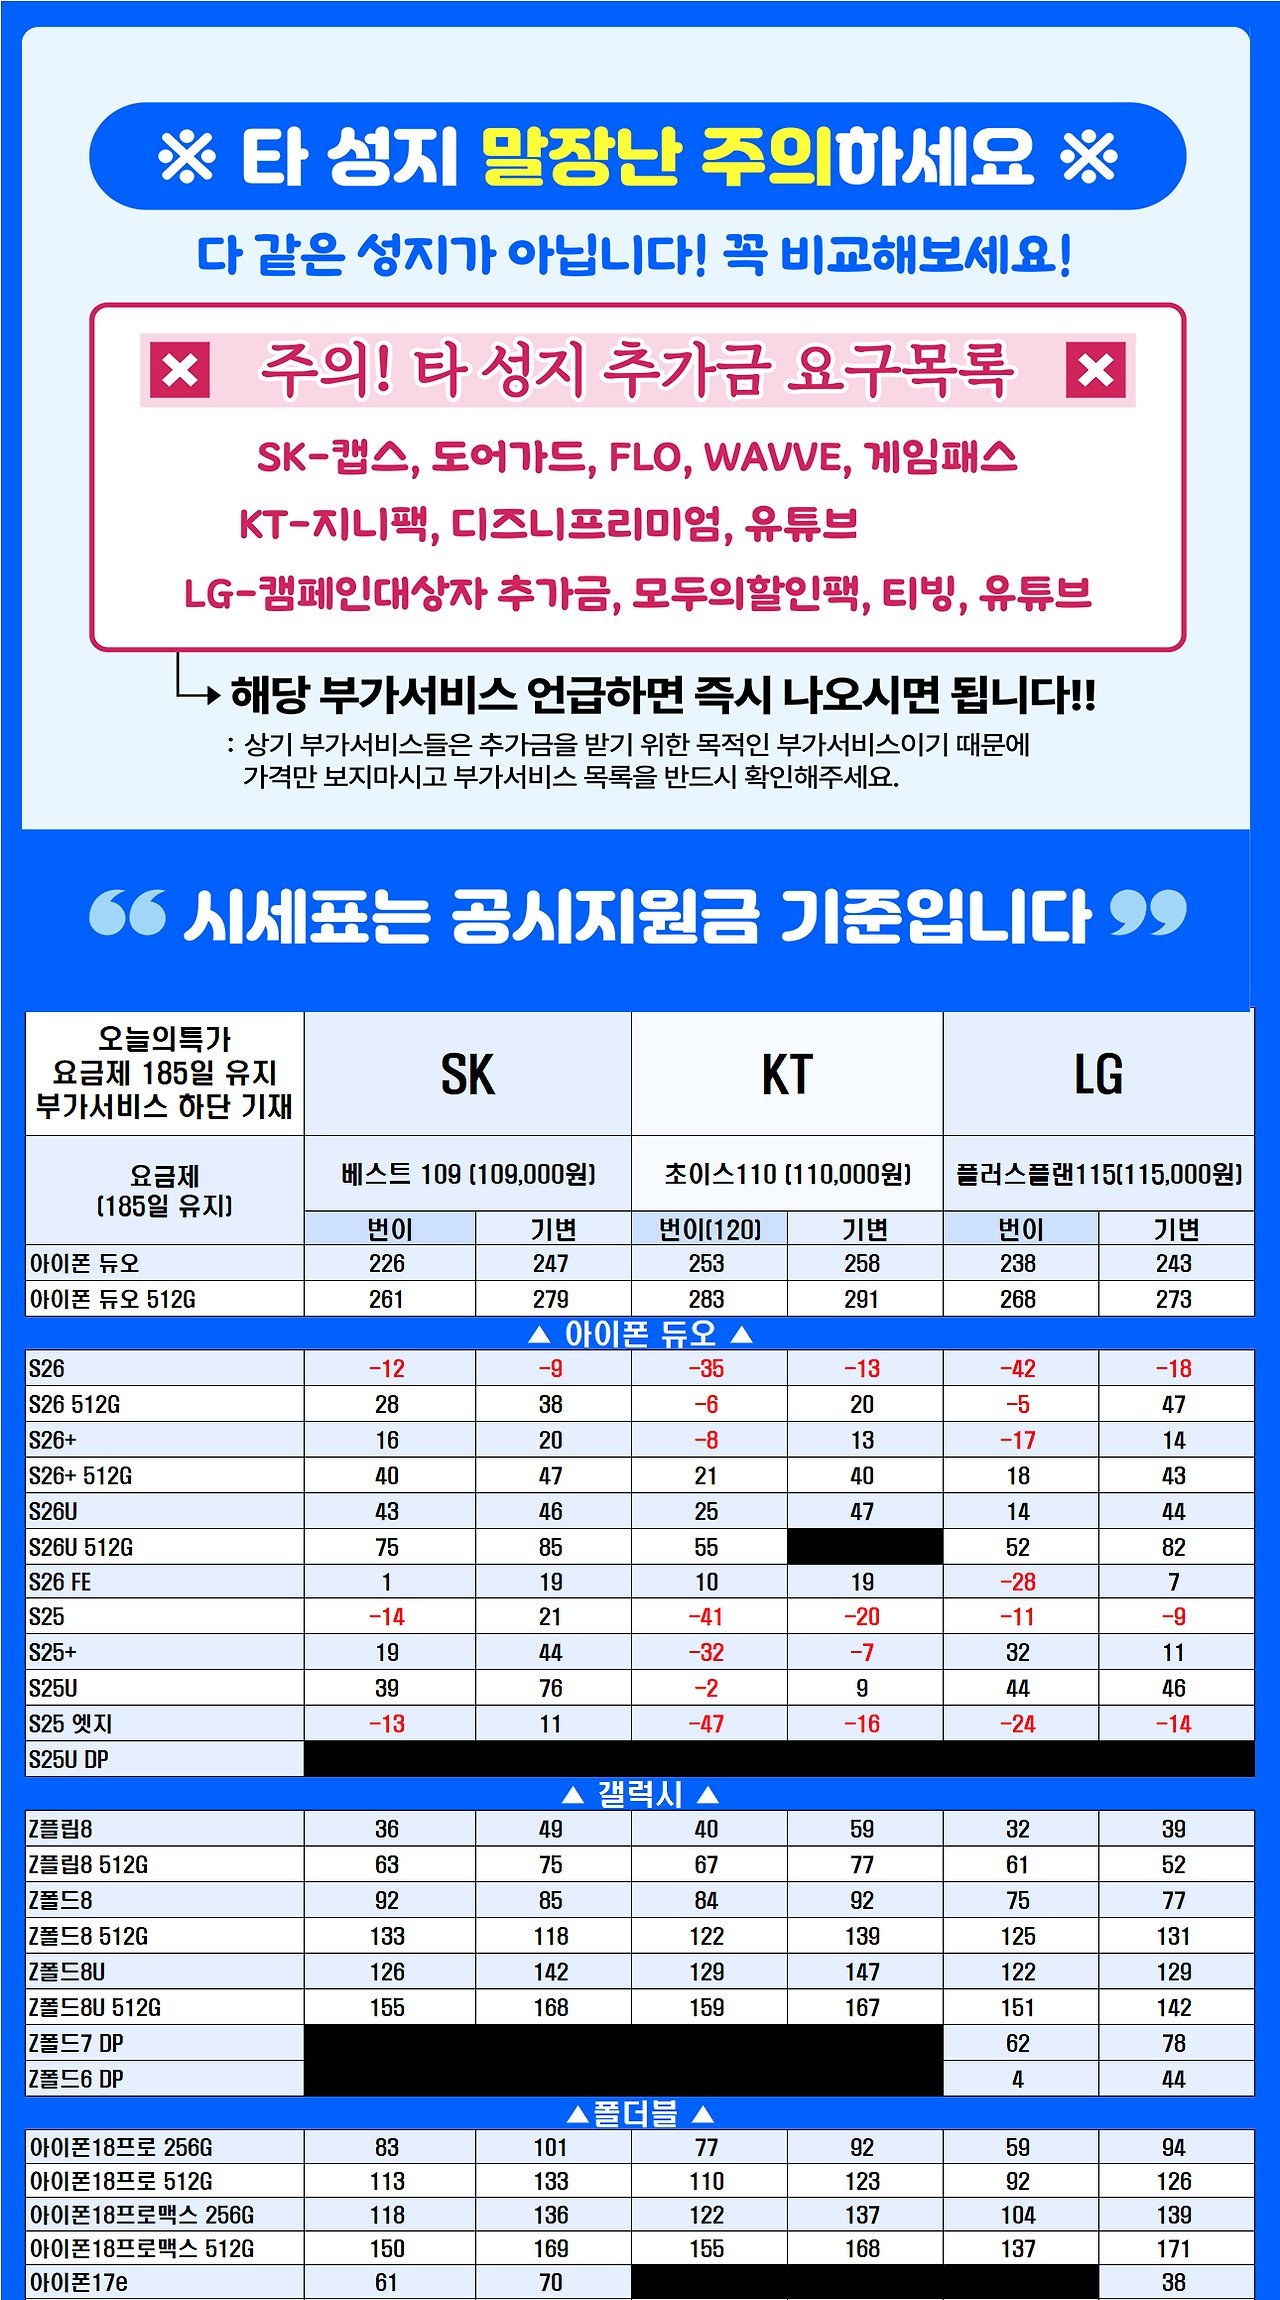 ※ 타 성지 말장난 주의하세요 ※
다 같은 성지가 아닙니다! 꼭 비교해보세요!
주의! 타 성지 추가금 요구목록
SK-캡스, 도어가드, FLO, WAVVE, 게임패스
KT-지니팩, 디즈니프리미엄, 유튜브
LG-캠페인대상자 추가금, 모두의할인팩, 티빙, 유튜브
해당 부가서비스 언급하면 즉시 나오시면 됩니다!!
: 상기 부가서비스들은 추가금을 받기 위한 목적인 부가서비스이기 때문에
가격만 보지마시고 부가서비스 목록을 반드시 확인해주세요.
“ 시세표는 공시지원금 기준입니다 ”
오늘의특가
요금제 185일 유지
부가서비스 하단 기재
SK KT LG
요금제
(185일 유지)
베스트 109 (109,000원) 초이스110 (110,000원) 플러스플랜115(115,000원)
번이 기변 번이(120) 기변 번이 기변
아이폰 듀오 226 247 253 258 238 243
아이폰 듀오 512G 261 279 283 291 268 273
▲ 아이폰 듀오 ▲
S26 -12 -9 -35 -13 -42 -18
S26 512G 28 38 -6 20 -5 47
S26+ 16 20 -8 13 -17 14
S26+ 512G 40 47 21 40 18 43
S26U 43 46 25 47 14 44
S26U 512G 75 85 55 52 82
S26 FE 1 19 10 19 -28 7
S25 -14 21 -41 -20 -11 -9
S25+ 19 44 -32 -7 32 11
S25U 39 76 -2 9 44 46
S25 엣지 -13 11 -47 -16 -24 -14
S25U DP
▲ 갤럭시 ▲
Z플립8 36 49 40 59 32 39
Z플립8 512G 63 75 67 77 61 52
Z폴드8 92 85 84 92 75 77
Z폴드8 512G 133 118 122 139 125 131
Z폴드8U 126 142 129 147 122 129
Z폴드8U 512G 155 168 159 167 151 142
Z폴드7 DP 62 78
Z폴드6 DP 4 44
▲폴더블 ▲
아이폰18프로 256G 83 101 77 92 59 94
아이폰18프로 512G 113 133 110 123 92 126
아이폰18프로맥스 256G 118 136 122 137 104 139
아이폰18프로맥스 512G 150 169 155 168 137 171
아이폰17e 61 70 38